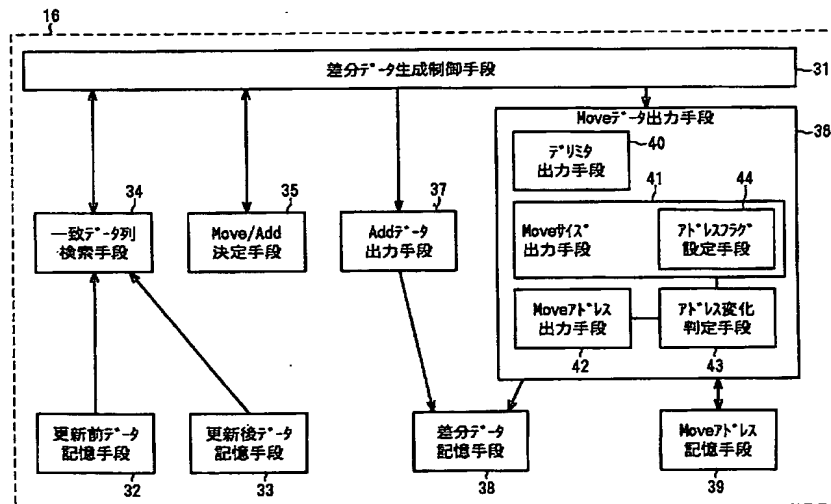 16
差分ﾃﾞｰﾀ生成制御手段
31
Moveﾃﾞｰﾀ出力手段
36
ﾃﾞﾘﾐﾀ
出力手段
40
41
44
Moveｻｲｽﾞ
出力手段
ｱﾄﾞﾚｽﾌﾗｸﾞ
設定手段
34
一致ﾃﾞｰﾀ列
検索手段
35
Move/Add
決定手段
37
Addﾃﾞｰﾀ
出力手段
Moveｱﾄﾞﾚｽ
出力手段
ｱﾄﾞﾚｽ変化
判定手段
42
43
更新前ﾃﾞｰﾀ
記憶手段
32
更新後ﾃﾞｰﾀ
記憶手段
33
差分ﾃﾞｰﾀ
記憶手段
38
Moveｱﾄﾞﾚｽ
記憶手段
39